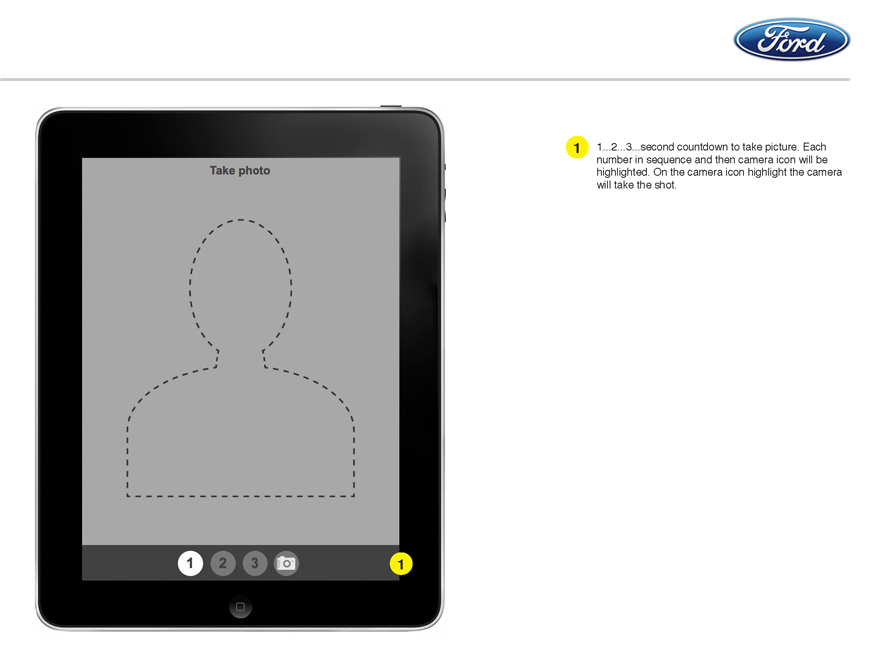 Ford
Take photo
1 2 3
1
1
1...2...3...second countdown to take picture. Each
number in sequence and then camera icon will be
highlighted. On the camera icon highlight the camera
will take the shot.